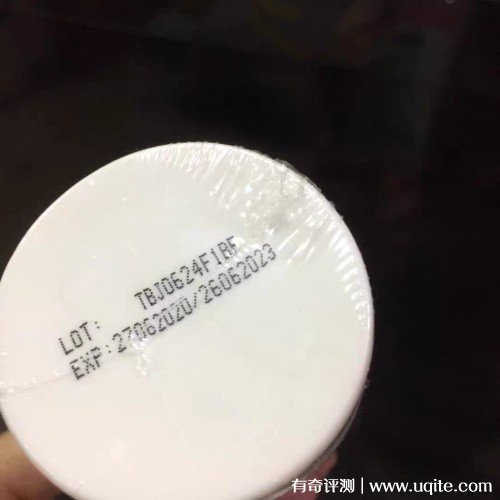 LOT: TBJ0624F1BF
EXP:27062020/26062023
有奇评测 | www.uqite.com